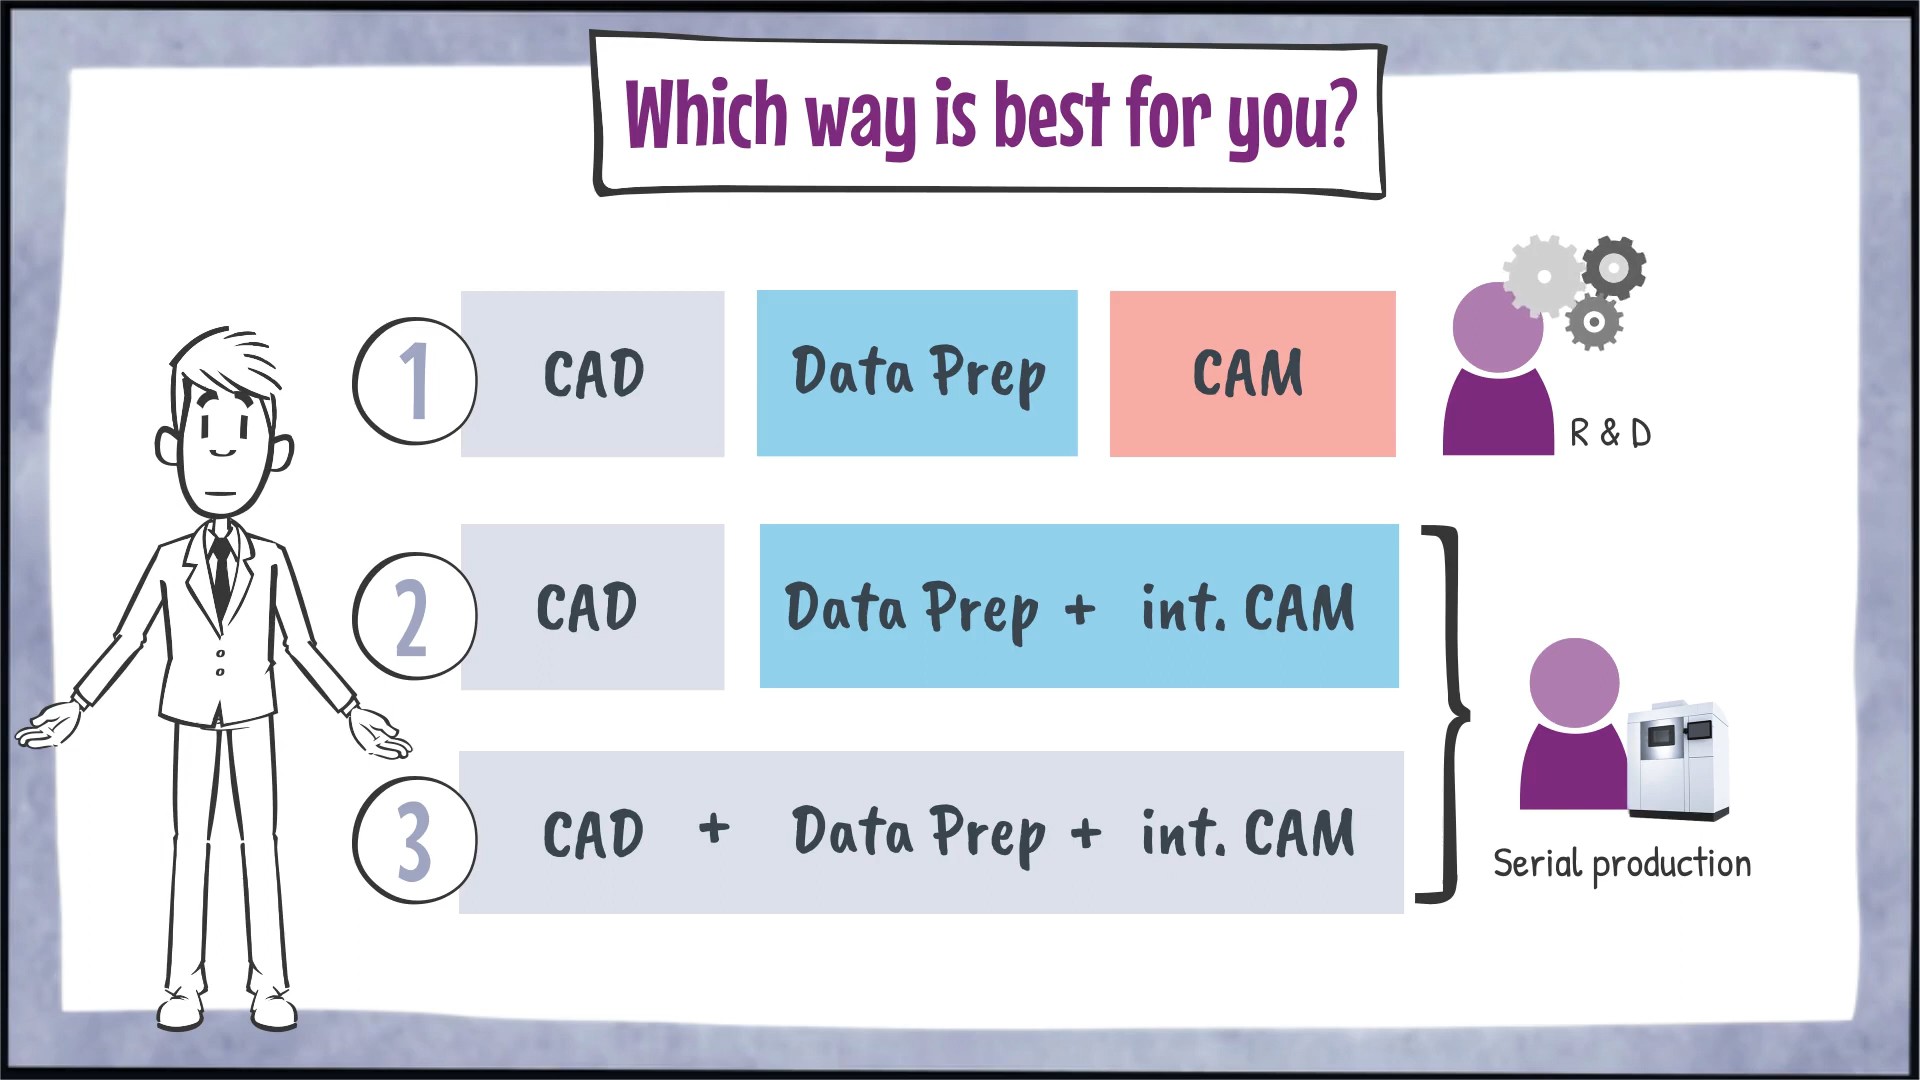 Which way is best for you?
1 CAD Data Prep CAM
R & D
2 CAD Data Prep + int. CAM
3 CAD + Data Prep + int. CAM
Serial production